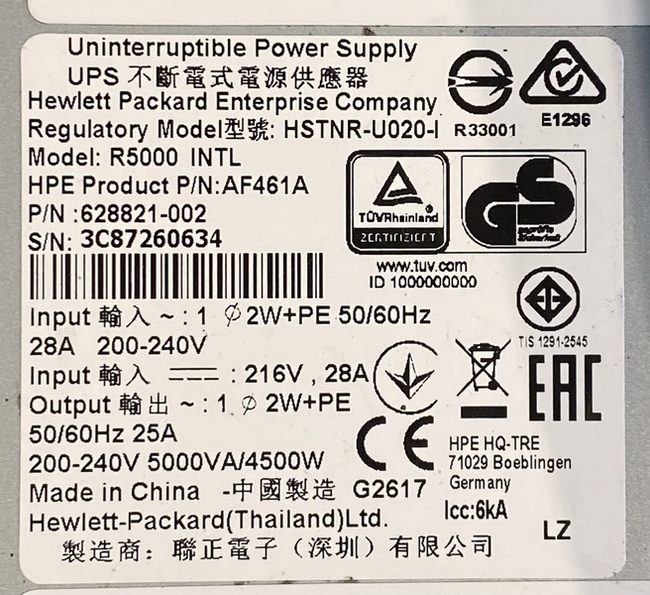 Uninterruptible Power Supply
UPS 不斷電式電源供應器
Hewlett Packard Enterprise Company
Regulatory Model型號: HSTNR-U020-I
R33001
E1296
Model: R5000 INTL
HPE Product P/N:AF461A
P/N :628821-002
S/N: 3C87260634
TÜVRheinland
ZERTIFIZIERT
GS
geprüfte
Sicherheit
www.tuv.com
ID 1000000000
TIS 1291-2545
Input 輸入 ~ : 1 ∅ 2W+PE 50/60Hz
28A 200-240V
Input 輸入 ⎓ : 216V , 28A
Output 輸出 ~ : 1 ∅ 2W+PE
50/60Hz 25A
200-240V 5000VA/4500W
EAC
CE
HPE HQ-TRE
71029 Boeblingen
Germany
Made in China -中國製造 G2617
Icc:6kA
Hewlett-Packard(Thailand)Ltd.
LZ
製造商：聯正電子（深圳）有限公司